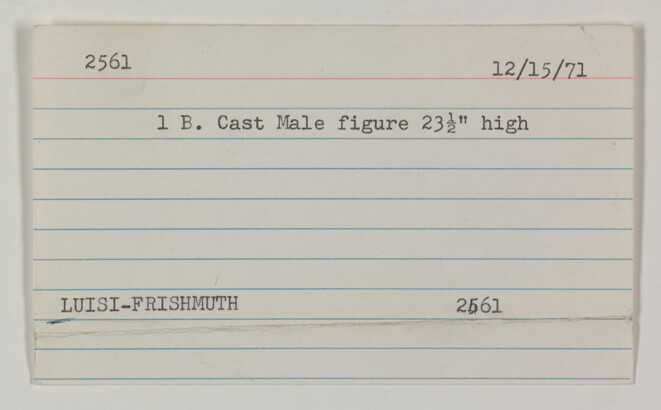 2561
12/15/71
1 B. Cast Male figure 23½" high
LUISI-FRISHMUTH 2561